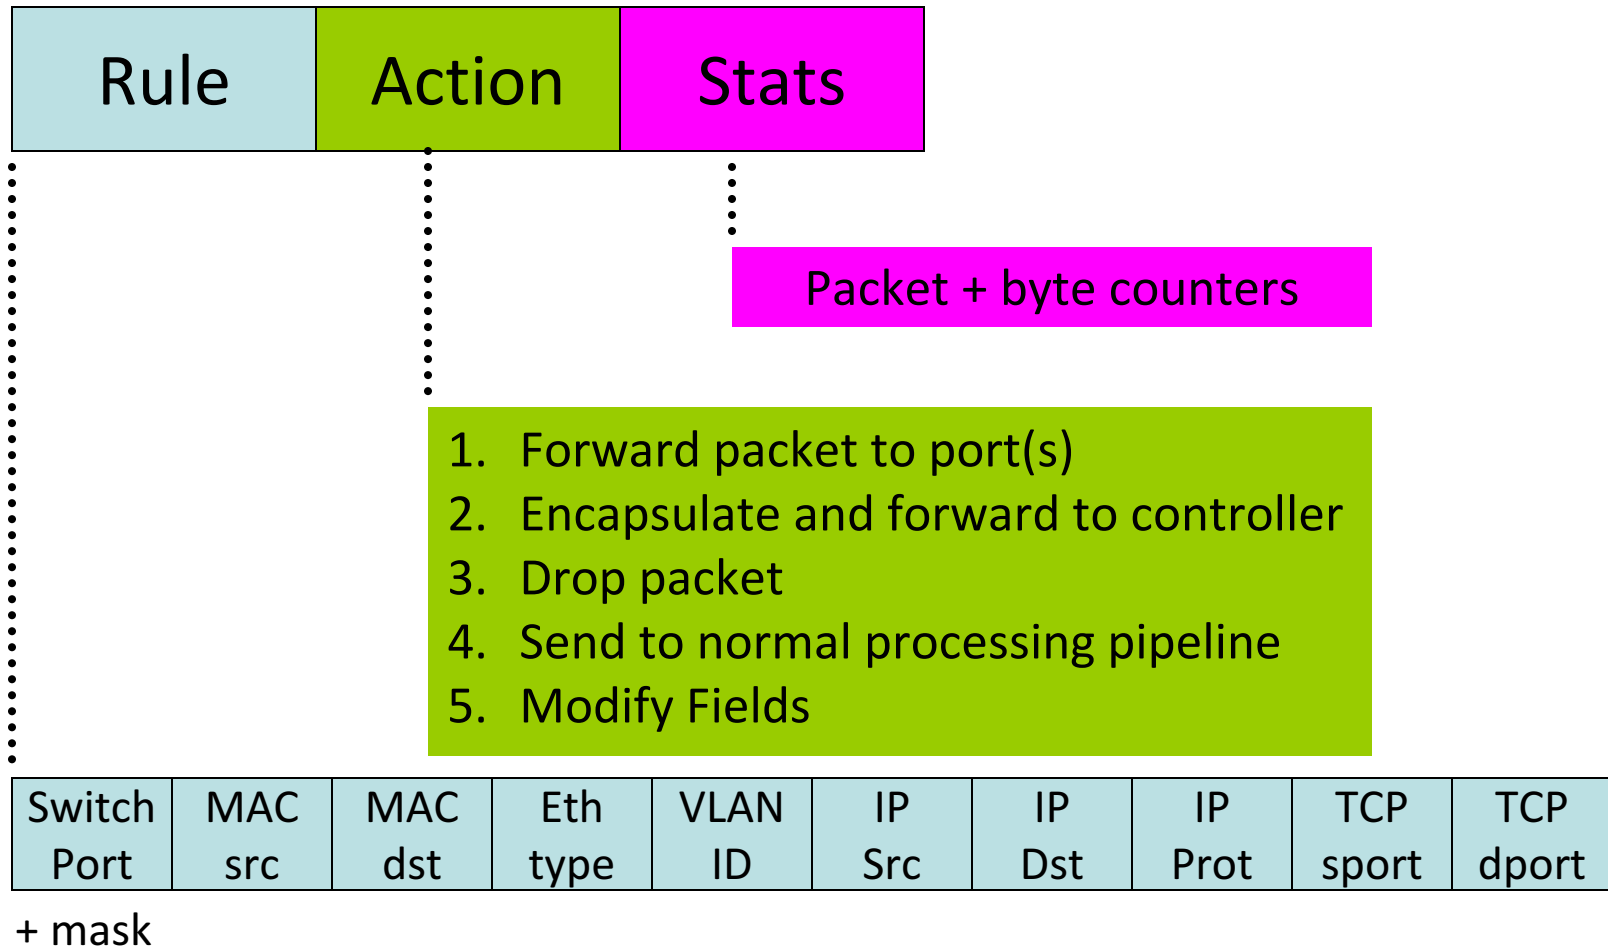 Rule Action Stats
Packet + byte counters
1. Forward packet to port(s)
2. Encapsulate and forward to controller
3. Drop packet
4. Send to normal processing pipeline
5. Modify Fields
Switch Port
MAC src
MAC dst
Eth type
VLAN ID
IP Src
IP Dst
IP Prot
TCP sport
TCP dport
+ mask